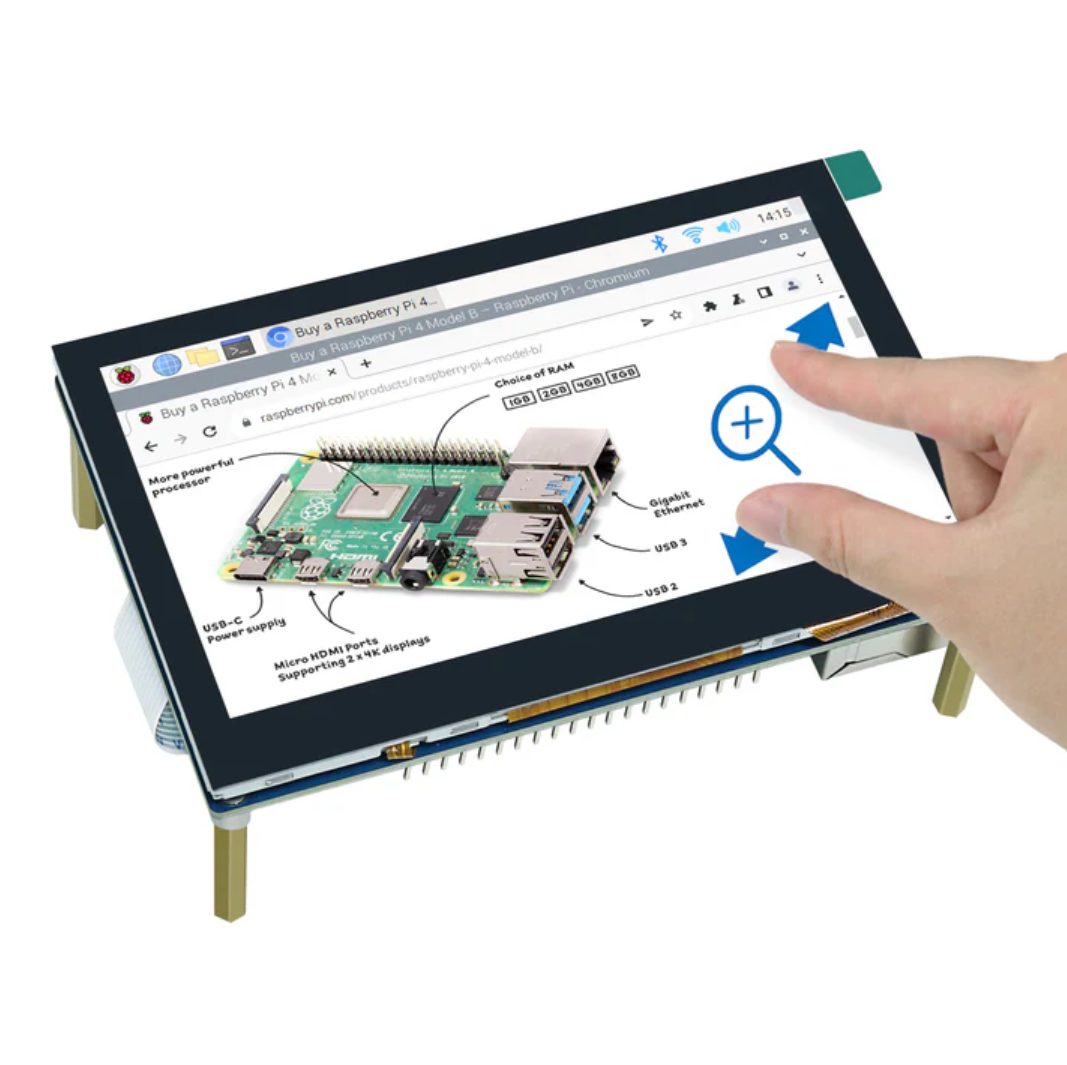 14:15
Buy a Raspberry Pi 4...
Buy a Raspberry Pi 4 Model B – Raspberry Pi - Chromium
Buy a Raspberry Pi 4 Mo
raspberrypi.com/products/raspberry-pi-4-model-b/
Choice of RAM
1GB 2GB 4GB 8GB
More powerful
processor
Gigabit
Ethernet
USB 3
USB 2
HDMI
USB-C
Power supply
Micro HDMI Ports
Supporting 2 x 4K displays